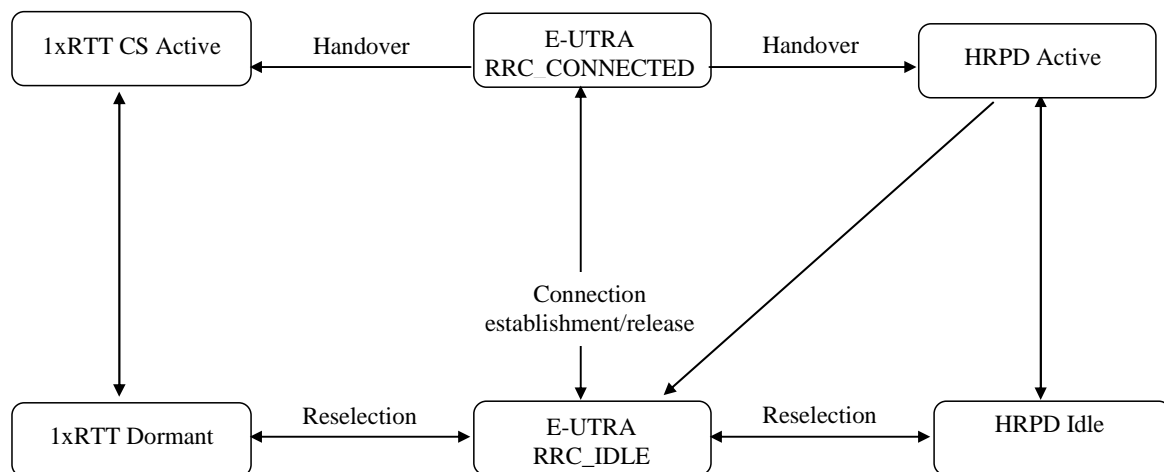 1xRTT CS Active
Handover
E-UTRA
RRC_CONNECTED
Handover
HRPD Active
Connection
establishment/release
1xRTT Dormant
Reselection
E-UTRA
RRC_IDLE
Reselection
HRPD Idle